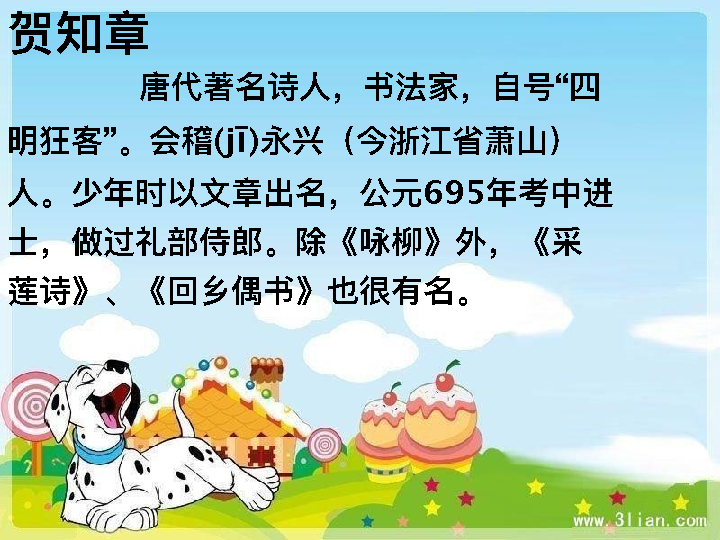 贺知章
唐代著名诗人，书法家，自号“四
明狂客”。会稽(jī)永兴（今浙江省萧山）
人。少年时以文章出名，公元695年考中进
士，做过礼部侍郎。除《咏柳》外，《采
莲诗》、《回乡偶书》也很有名。
www.3lian.com